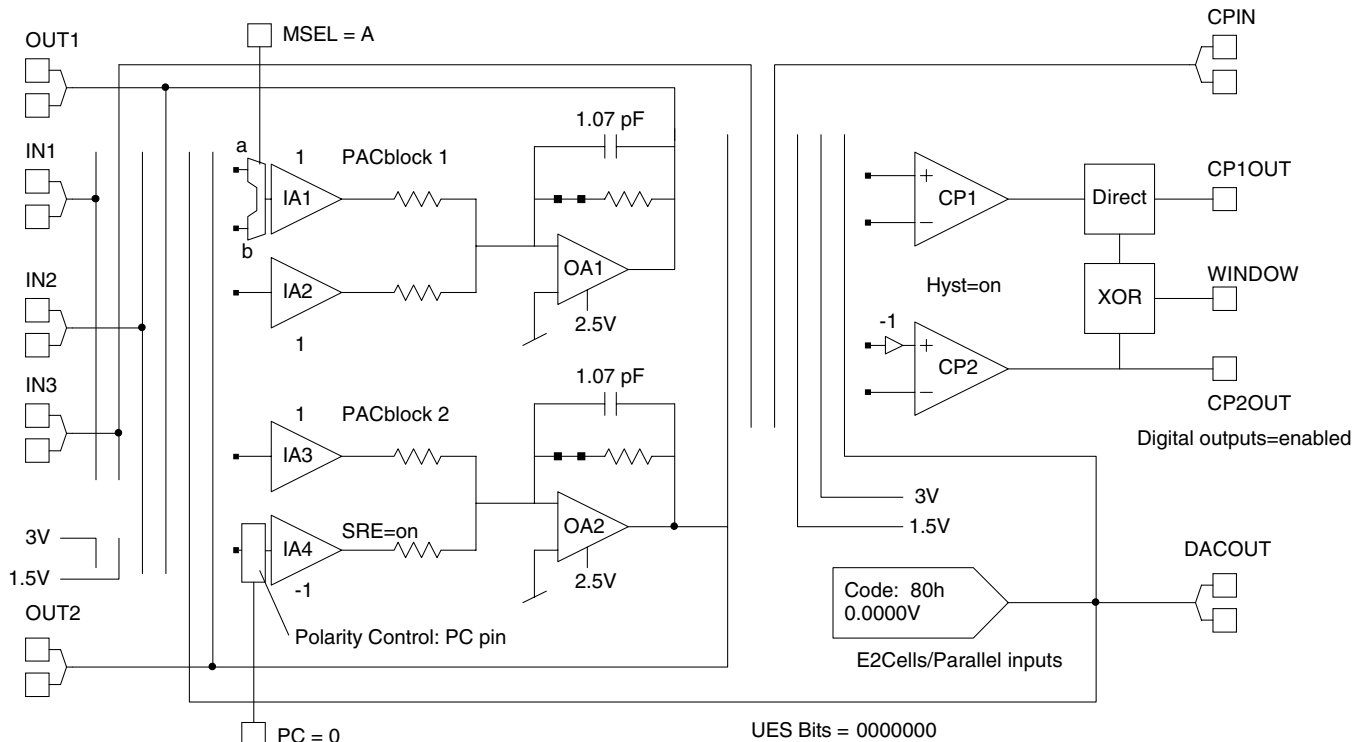 MSEL = A
CPIN
OUT1
1.07 pF
IN1
a
1
PACblock 1
CP1OUT
IA1
+
CP1
−
Direct
b
IN2
OA1
WINDOW
IA2
Hyst=on
XOR
2.5V
1
-1
+
CP2
−
IN3
1.07 pF
1
PACblock 2
CP2OUT
Digital outputs=enabled
IA3
3V
SRE=on
OA2
1.5V
3V
IA4
DACOUT
1.5V
-1
2.5V
Code: 80h
0.0000V
OUT2
Polarity Control: PC pin
E2Cells/Parallel inputs
PC = 0
UES Bits = 0000000